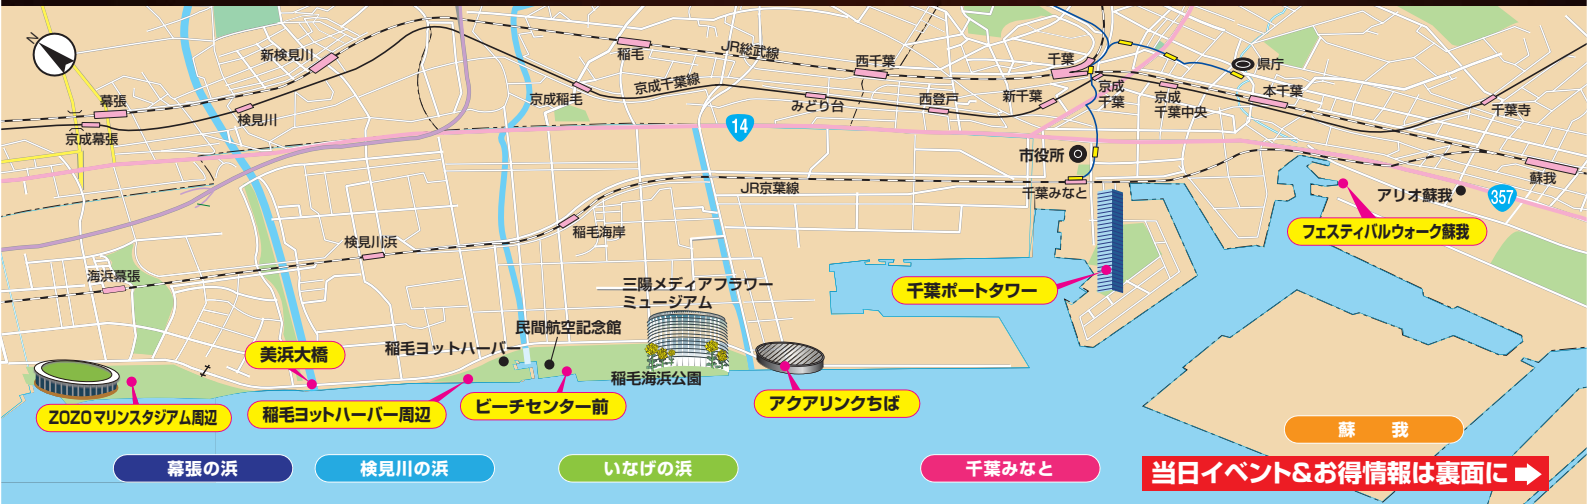 N
新検見川
稲毛
JR総武線
西千葉
千葉
県庁
幕張
検見川
京成稲毛
京成千葉線
みどり台
西登戸
新千葉
京成
千葉
京成
千葉中央
本千葉
千葉寺
京成幕張
14
市役所
千葉みなと
JR京葉線
蘇我
アリオ蘇我
357
フェスティバルウォーク蘇我
検見川浜
稲毛海岸
海浜幕張
三陽メディアフラワー
ミュージアム
千葉ポートタワー
民間航空記念館
稲毛ヨットハーバー
美浜大橋
稲毛海浜公園
ZOZOマリンスタジアム周辺
稲毛ヨットハーバー周辺
ビーチセンター前
アクアリンクちば
蘇 我
幕張の浜
検見川の浜
いなげの浜
千葉みなと
当日イベント&お得情報は裏面に